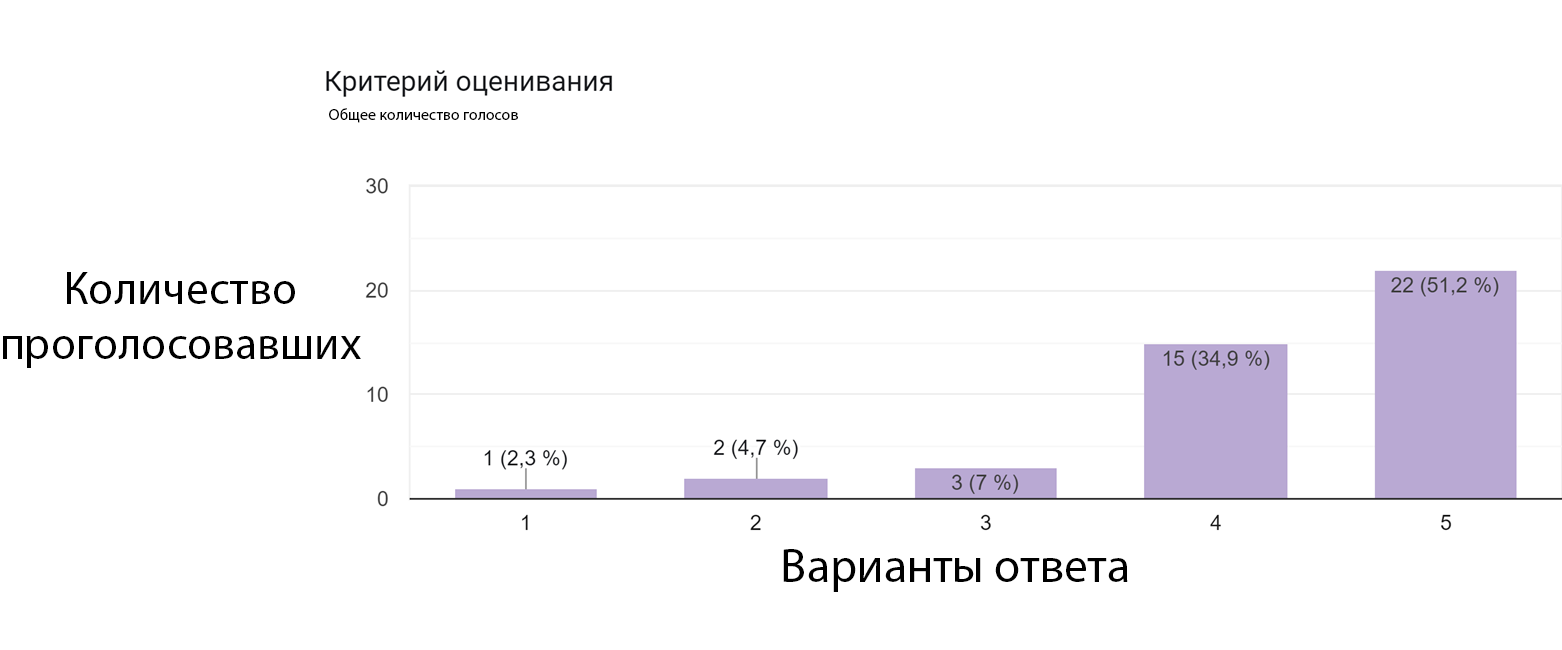 Критерий оценивания
Общее количество голосов
30
Количество
проголосовавших
20
10
0
1 (2,3 %)
2 (4,7 %)
3 (7 %)
15 (34,9 %)
22 (51,2 %)
1
2
3
4
5
Варианты ответа